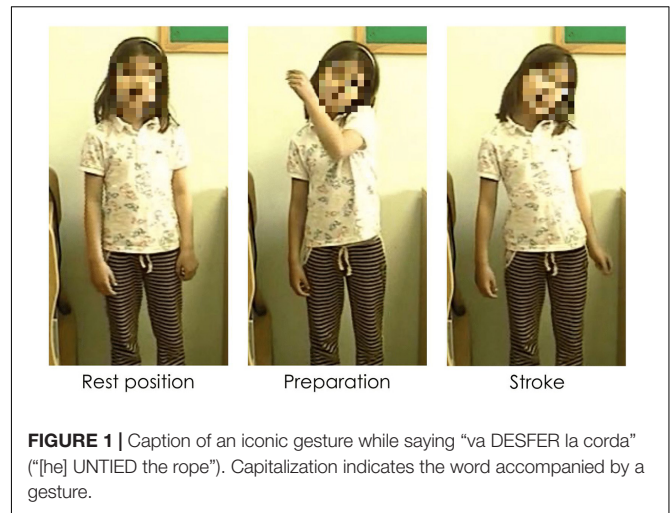 Rest position Preparation Stroke
FIGURE 1 | Caption of an iconic gesture while saying “va DESFER la corda”
(“[he] UNTIED the rope”). Capitalization indicates the word accompanied by a
gesture.